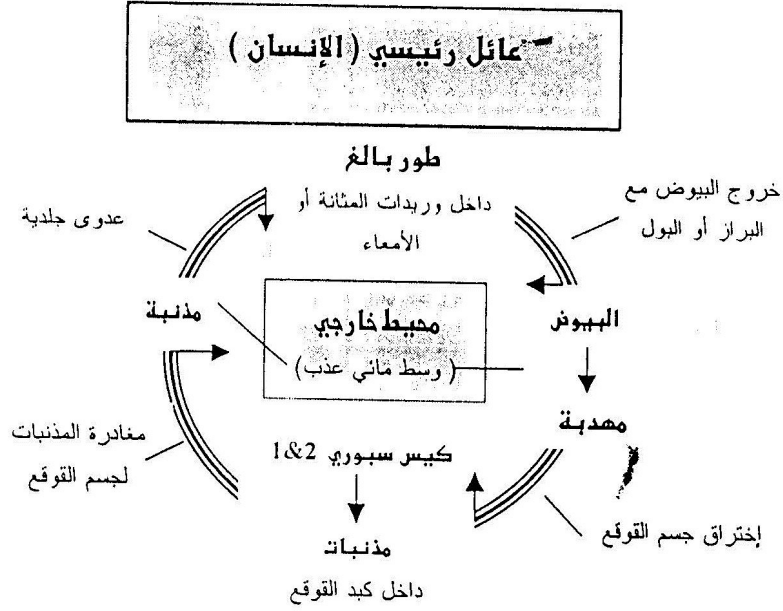 عائل رئيسي ( الإنسان )
طور بالغ
داخل وريدات المثانة أو
الأمعاء
خروج البيوض مع
البراز أو البول
البيوض
مهدبة
إختراق جسم القوقع
كيس سبوري 2&1
مذنبات
داخل كبد القوقع
مغادرة المذنبات
لجسم القوقع
مذنبة
عدوى جلدية
محيط خارجي
( وسط مائي عذب )